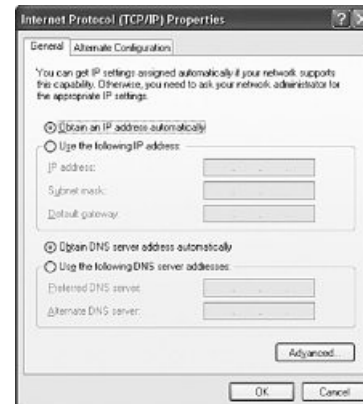 Internet Protocol (TCP/IP) Properties
General Alternate Configuration
You can get IP settings assigned automatically if your network supports
this capability. Otherwise, you need to ask your network administrator for
the appropriate IP settings.
Obtain an IP address automatically
Use the following IP address:
IP address:
Subnet mask:
Default gateway:
Obtain DNS server address automatically
Use the following DNS server addresses:
Preferred DNS server:
Alternate DNS server:
Advanced...
OK Cancel